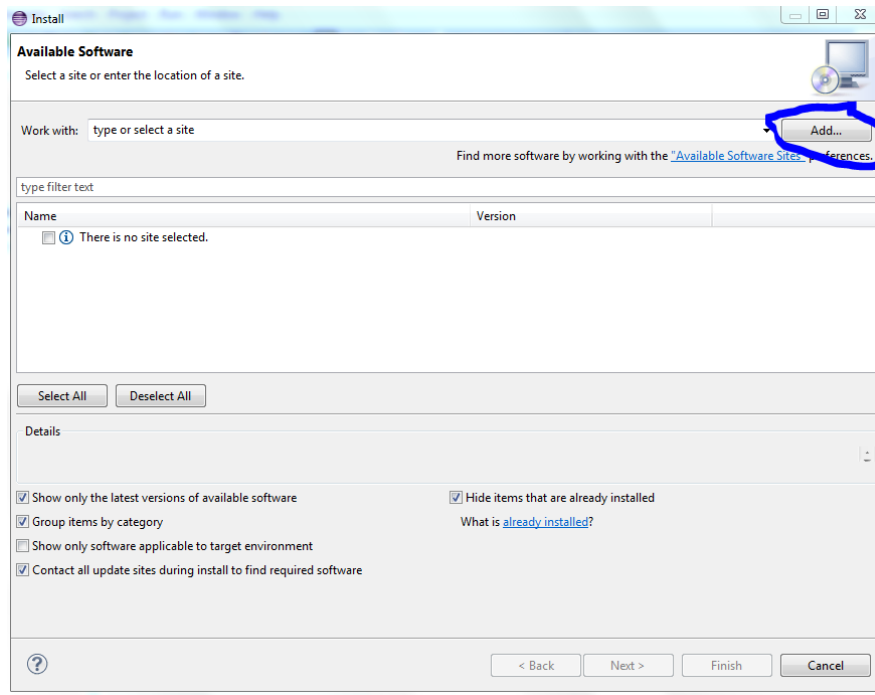 Install
Available Software
Select a site or enter the location of a site.
Work with: type or select a site Add...
Find more software by working with the "Available Software Sites" preferences.
type filter text
Name Version
There is no site selected.
Select All Deselect All
Details
Show only the latest versions of available software Hide items that are already installed
Group items by category What is already installed?
Show only software applicable to target environment
Contact all update sites during install to find required software
? < Back Next > Finish Cancel